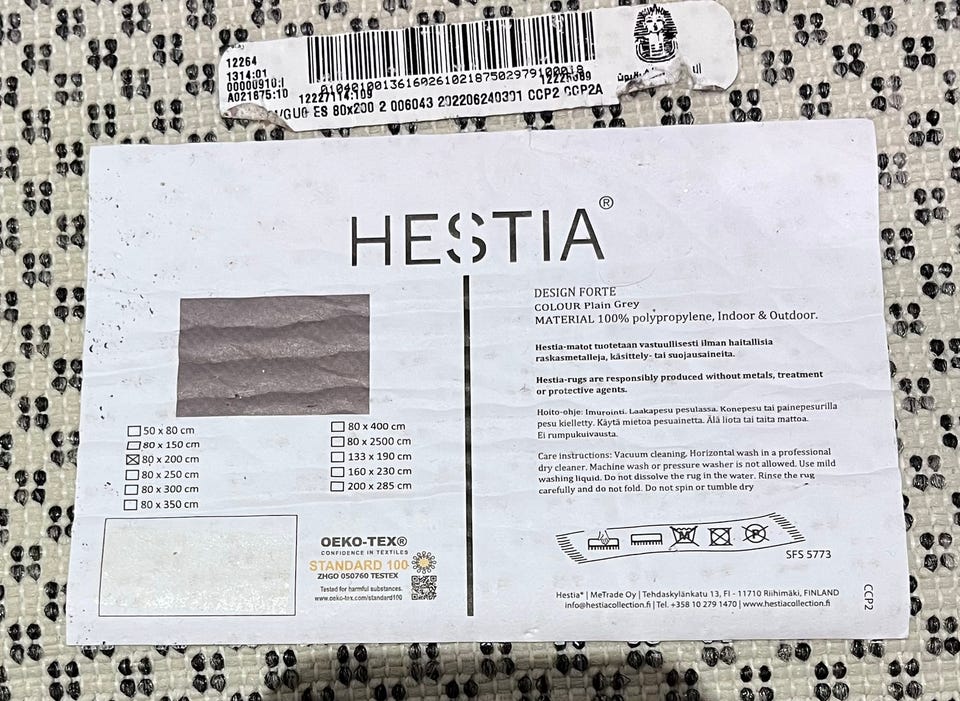 12264
1314:01
00000910:I
A021875:10
12227114:109
1222R589
GU0 ES 80x200 2 006043 202206240301 CCP2 CCP2A
HESTIA®
DESIGN FORTE
COLOUR Plain Grey
MATERIAL 100% polypropylene, Indoor & Outdoor.
Hestia-matot tuotetaan vastuullisesti ilman haitallisia
raskasmetalleja, käsittely- tai suojausaineita.
Hestia-rugs are responsibly produced without metals, treatment
or protective agents.
Hoito-ohje: Imurointi. Laakapesu pesulassa. Konepesu tai painepesurilla
pesu kielletty. Käytä mietoa pesuainetta. Älä liota tai taita mattoa.
Ei rumpukuivausta.
Care instructions: Vacuum cleaning. Horizontal wash in a professional
dry cleaner. Machine wash or pressure washer is not allowed. Use mild
washing liquid. Do not dissolve the rug in the water. Rinse the rug
carefully and do not fold. Do not spin or tumble dry
50 x 80 cm
80 x 150 cm
80 x 200 cm
80 x 250 cm
80 x 300 cm
80 x 350 cm
80 x 400 cm
80 x 2500 cm
133 x 190 cm
160 x 230 cm
200 x 285 cm
OEKO-TEX®
CONFIDENCE IN TEXTILES
STANDARD 100
ZHGO 050760 TESTEX
Tested for harmful substances.
www.oeko-tex.com/standard100
SFS 5773
Hestia® | MeTrade Oy | Tehdaskylänkatu 13, FI - 11710 Riihimäki, FINLAND
info@hestiacollection.fi | Tel. +358 10 279 1470 | www.hestiacollection.fi
CCP2